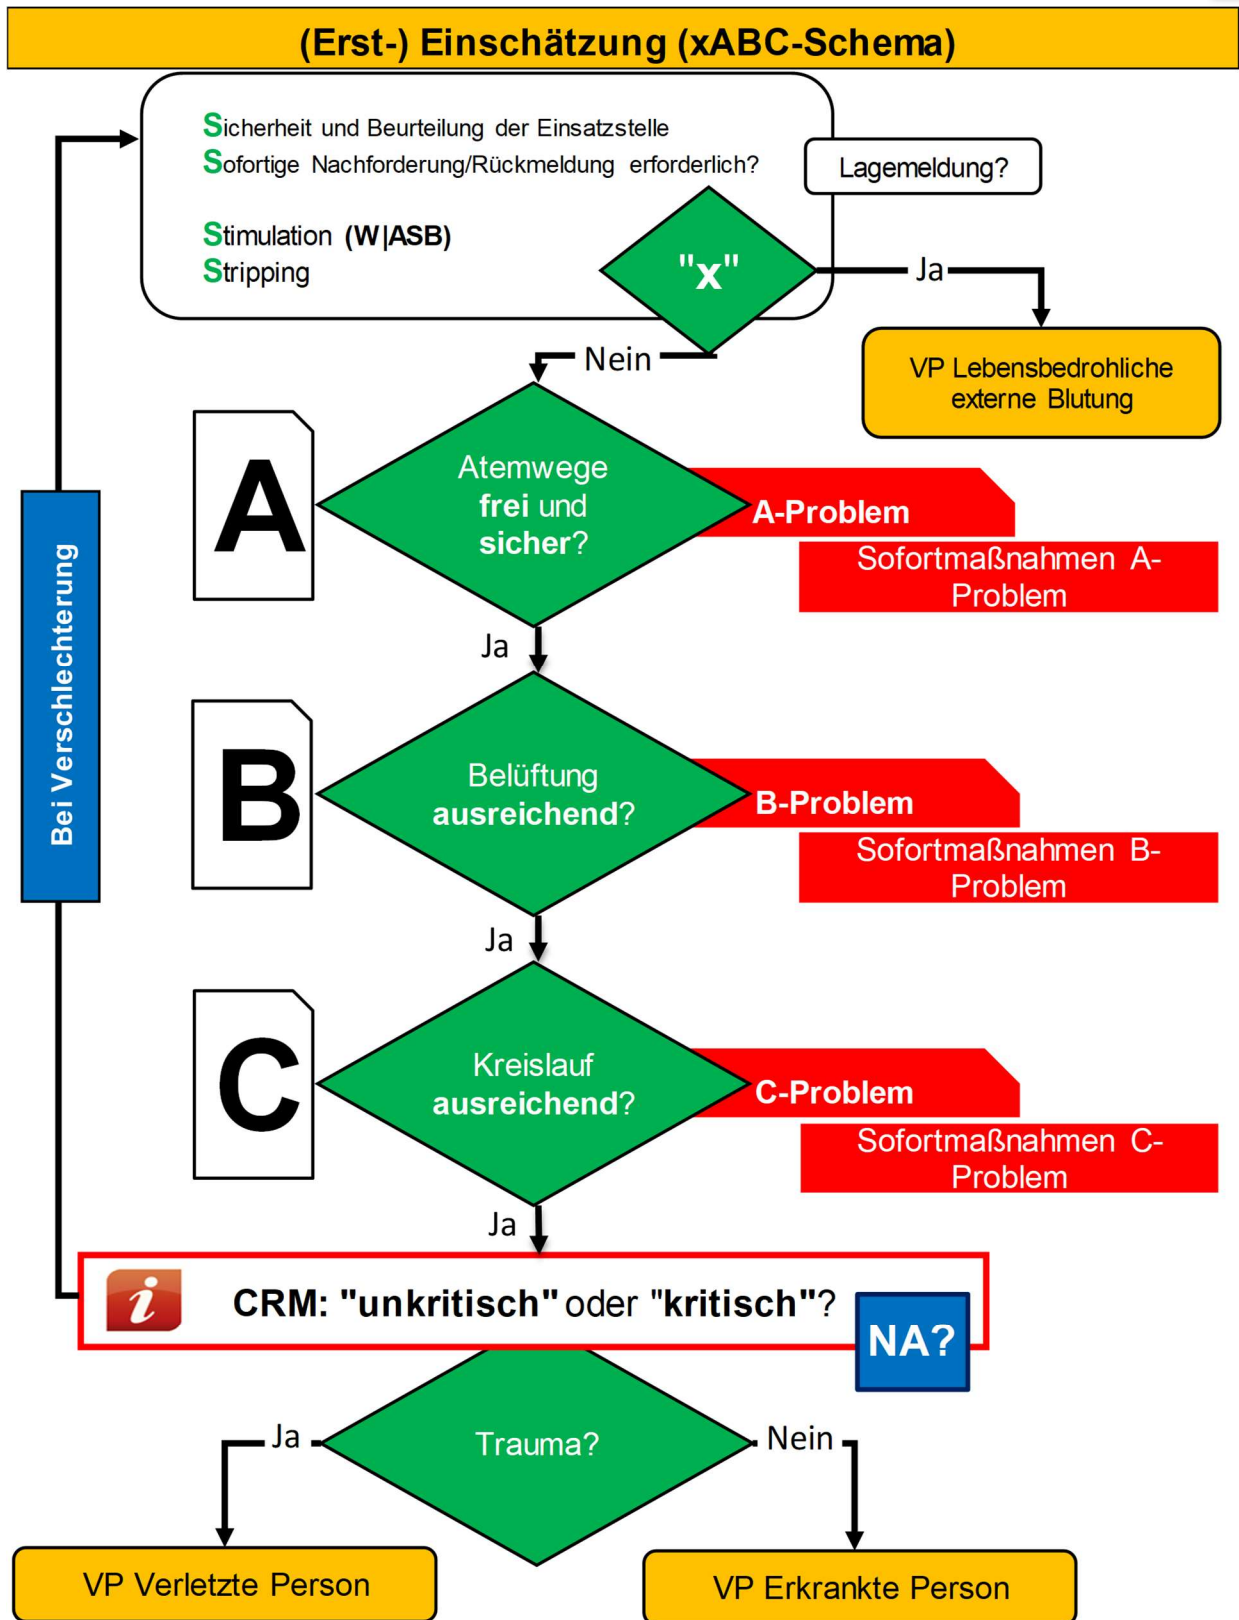 (Erst-) Einschätzung (xABC-Schema)
Sicherheit und Beurteilung der Einsatzstelle
Sofortige Nachforderung/Rückmeldung erforderlich?
Lagemeldung?
Stimulation (W|ASB)
Stripping
"x"
Ja
Nein
VP Lebensbedrohliche
externe Blutung
A
Atemwege
frei und
sicher?
A-Problem
Sofortmaßnahmen A-
Problem
Ja
Bei Verschlechterung
B
Belüftung
ausreichend?
B-Problem
Sofortmaßnahmen B-
Problem
Ja
C
Kreislauf
ausreichend?
C-Problem
Sofortmaßnahmen C-
Problem
Ja
i
CRM: "unkritisch" oder "kritisch"?
NA?
Ja
Trauma?
Nein
VP Verletzte Person
VP Erkrankte Person